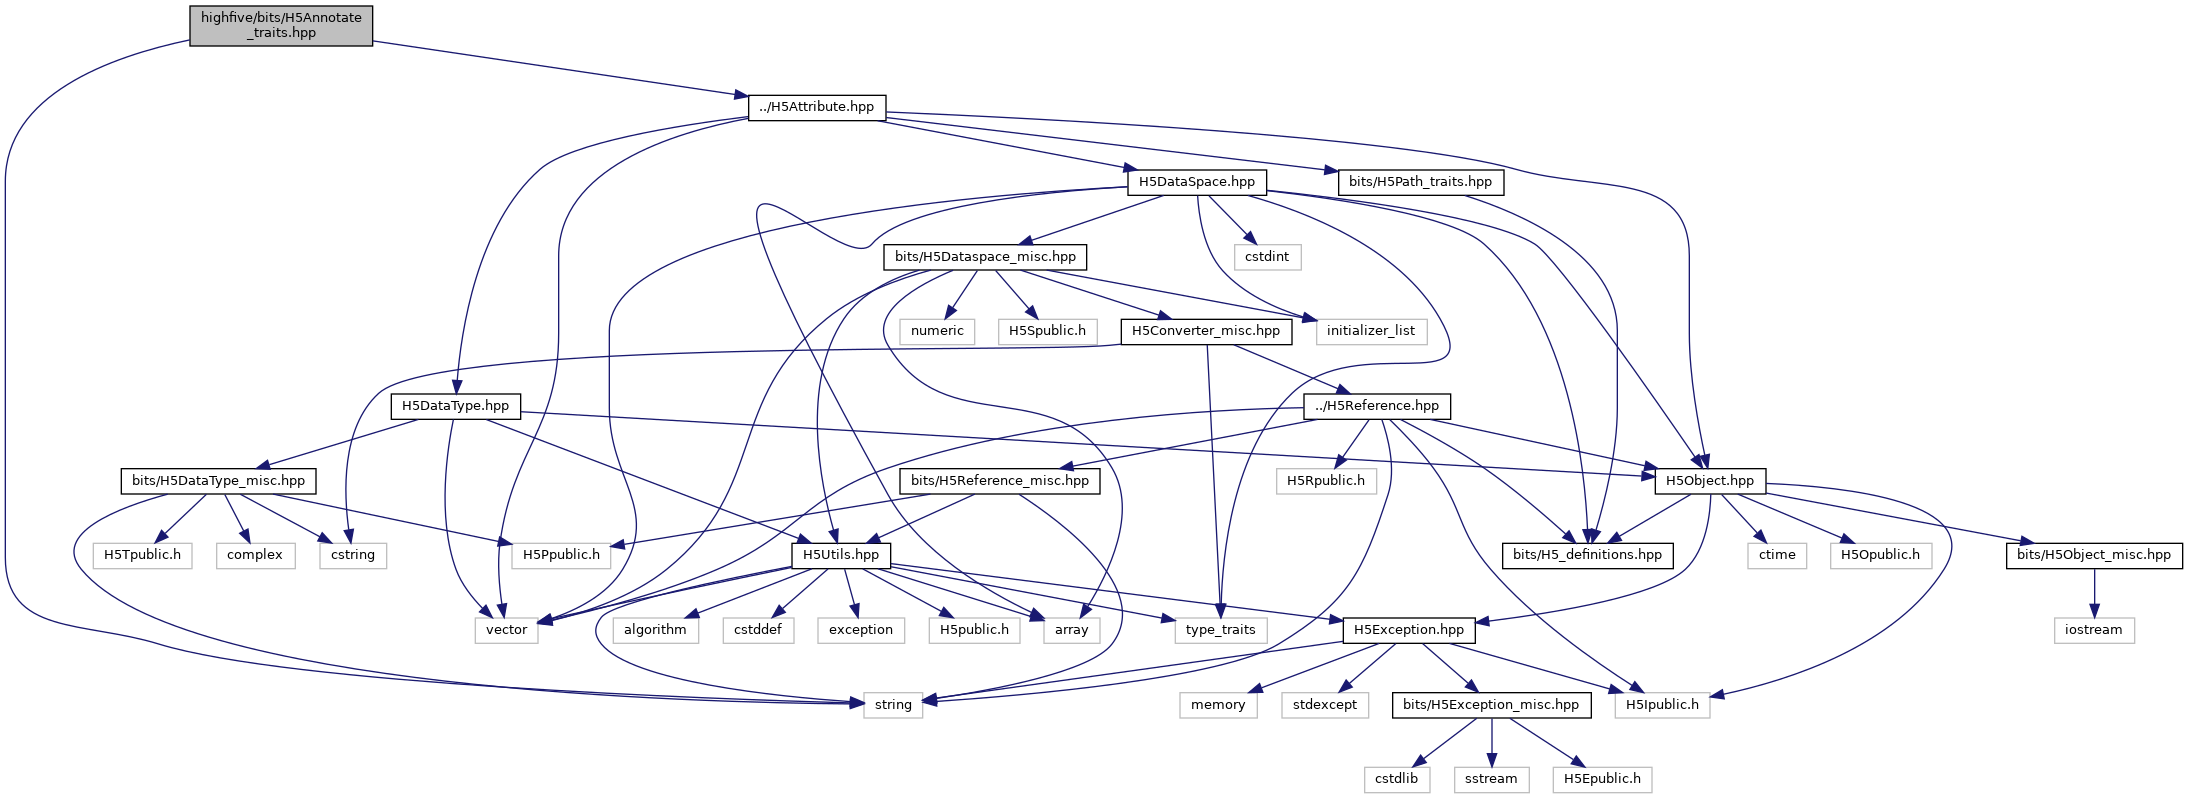 highfive/bits/H5Annotate
_traits.hpp
../H5Attribute.hpp
H5DataSpace.hpp
bits/H5Path_traits.hpp
bits/H5Dataspace_misc.hpp
cstdint
numeric
H5Spublic.h
H5Converter_misc.hpp
initializer_list
H5DataType.hpp
../H5Reference.hpp
bits/H5DataType_misc.hpp
bits/H5Reference_misc.hpp
H5Rpublic.h
H5Object.hpp
H5Tpublic.h
complex
cstring
H5Ppublic.h
H5Utils.hpp
bits/H5_definitions.hpp
ctime
H5Opublic.h
bits/H5Object_misc.hpp
vector
algorithm
cstddef
exception
H5public.h
array
type_traits
H5Exception.hpp
iostream
string
memory
stdexcept
bits/H5Exception_misc.hpp
H5Ipublic.h
cstdlib
sstream
H5Epublic.h